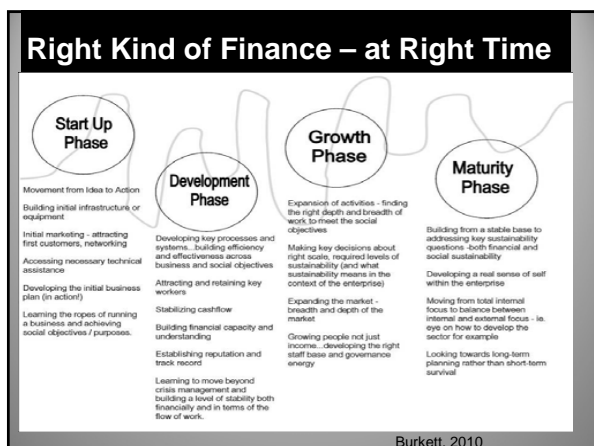 Right Kind of Finance – at Right Time
Start Up
Phase
Movement from Idea to Action
Building initial infrastructure or
equipment
Initial marketing - attracting
first customers, networking
Accessing necessary technical
assistance
Developing the initial business
plan (in action!)
Learning the ropes of running
a business and achieving
social objectives / purposes.
Development
Phase
Developing key processes and
systems...building efficiency
and effectiveness across
business and social objectives
Attracting and retaining key
workers
Stabilizing cashflow
Building financial capacity and
understanding
Establishing reputation and
track record
Learning to move beyond
crisis management and
building a level of stability both
financially and in terms of the
flow of work.
Growth
Phase
Expansion of activities - finding
the right depth and breadth of
work to meet the social
objectives
Making key decisions about
right scale, required levels of
sustainability (and what
sustainability means in the
context of the enterprise)
Expanding the market -
breadth and depth of the
market
Growing people not just
income...developing the right
staff base and governance
energy
Maturity
Phase
Building from a stable base to
addressing key sustainability
questions -both financial and
social sustainability
Developing a real sense of self
within the enterprise
Moving from total internal
focus to balance between
internal and external focus - ie.
eye on how to develop the
sector for example
Looking towards long-term
planning rather than short-term
survival
Burkett, 2010